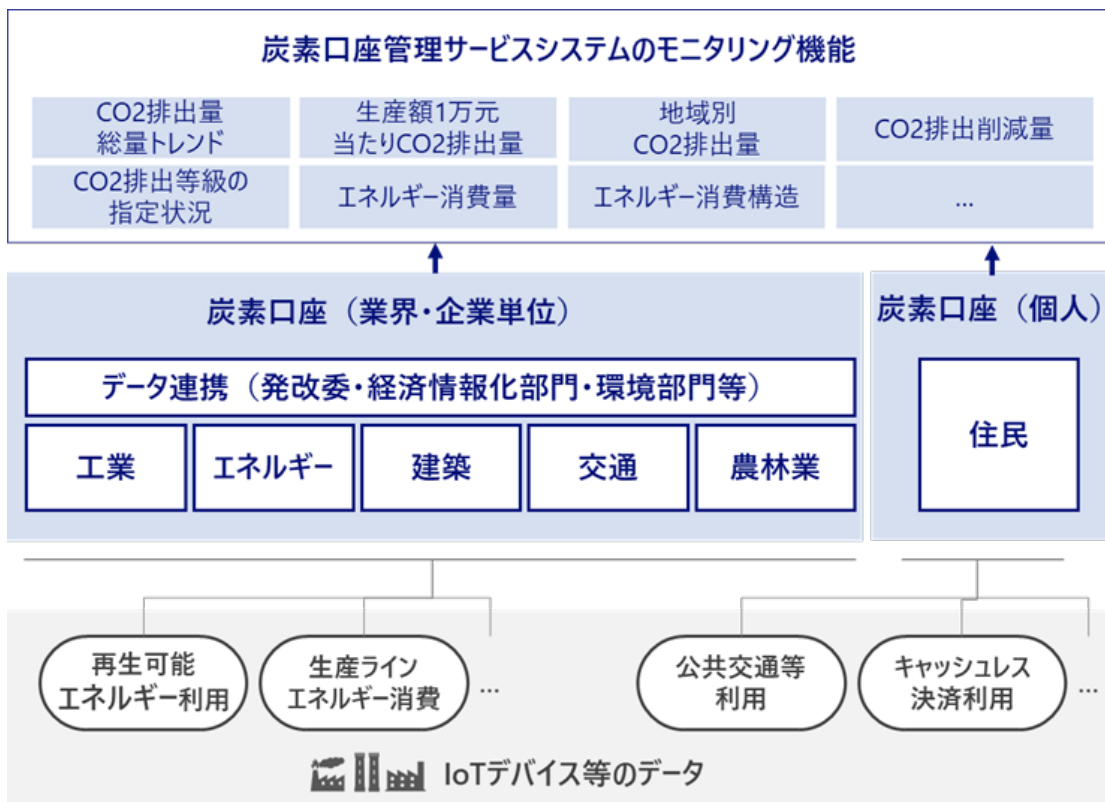 炭素口座管理サービスシステムのモニタリング機能
CO2排出量
総量トレンド
生産額1万元
当たりCO2排出量
地域別
CO2排出量
CO2排出削減量
CO2排出等級の
指定状況
エネルギー消費量
エネルギー消費構造
...
炭素口座（業界・企業単位）
炭素口座（個人）
データ連携（発改委・経済情報化部門・環境部門等）
工業
エネルギー
建築
交通
農林業
住民
再生可能
エネルギー利用
生産ライン
エネルギー消費
...
公共交通等
利用
キャッシュレス
決済利用
...
IoTデバイス等のデータ